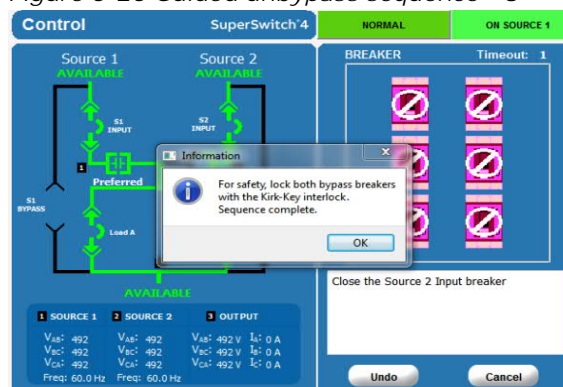 Figure 3-20 Guided unbypass sequence - 8
Control
SuperSwitch®4
NORMAL
ON SOURCE 1
Source 1
AVAILABLE
Source 2
AVAILABLE
S1
INPUT
S2
INPUT
1
Preferred
S1
BYPASS
Load A
AVAILABLE
1 SOURCE 1
2 SOURCE 2
3 OUTPUT
VAB: 492
VBC: 492
VCA: 492
Freq: 60.0 Hz
VAB: 492
VBC: 492
VCA: 492
Freq: 60.0 Hz
VAB: 492 V IA: 0 A
VBC: 492 V IB: 0 A
VCA: 492 V IC: 0 A
BREAKER
Timeout: 1
Information
x
i
For safety, lock both bypass breakers
with the Kirk-Key interlock.
Sequence complete.
OK
Close the Source 2 Input breaker
Undo
Cancel